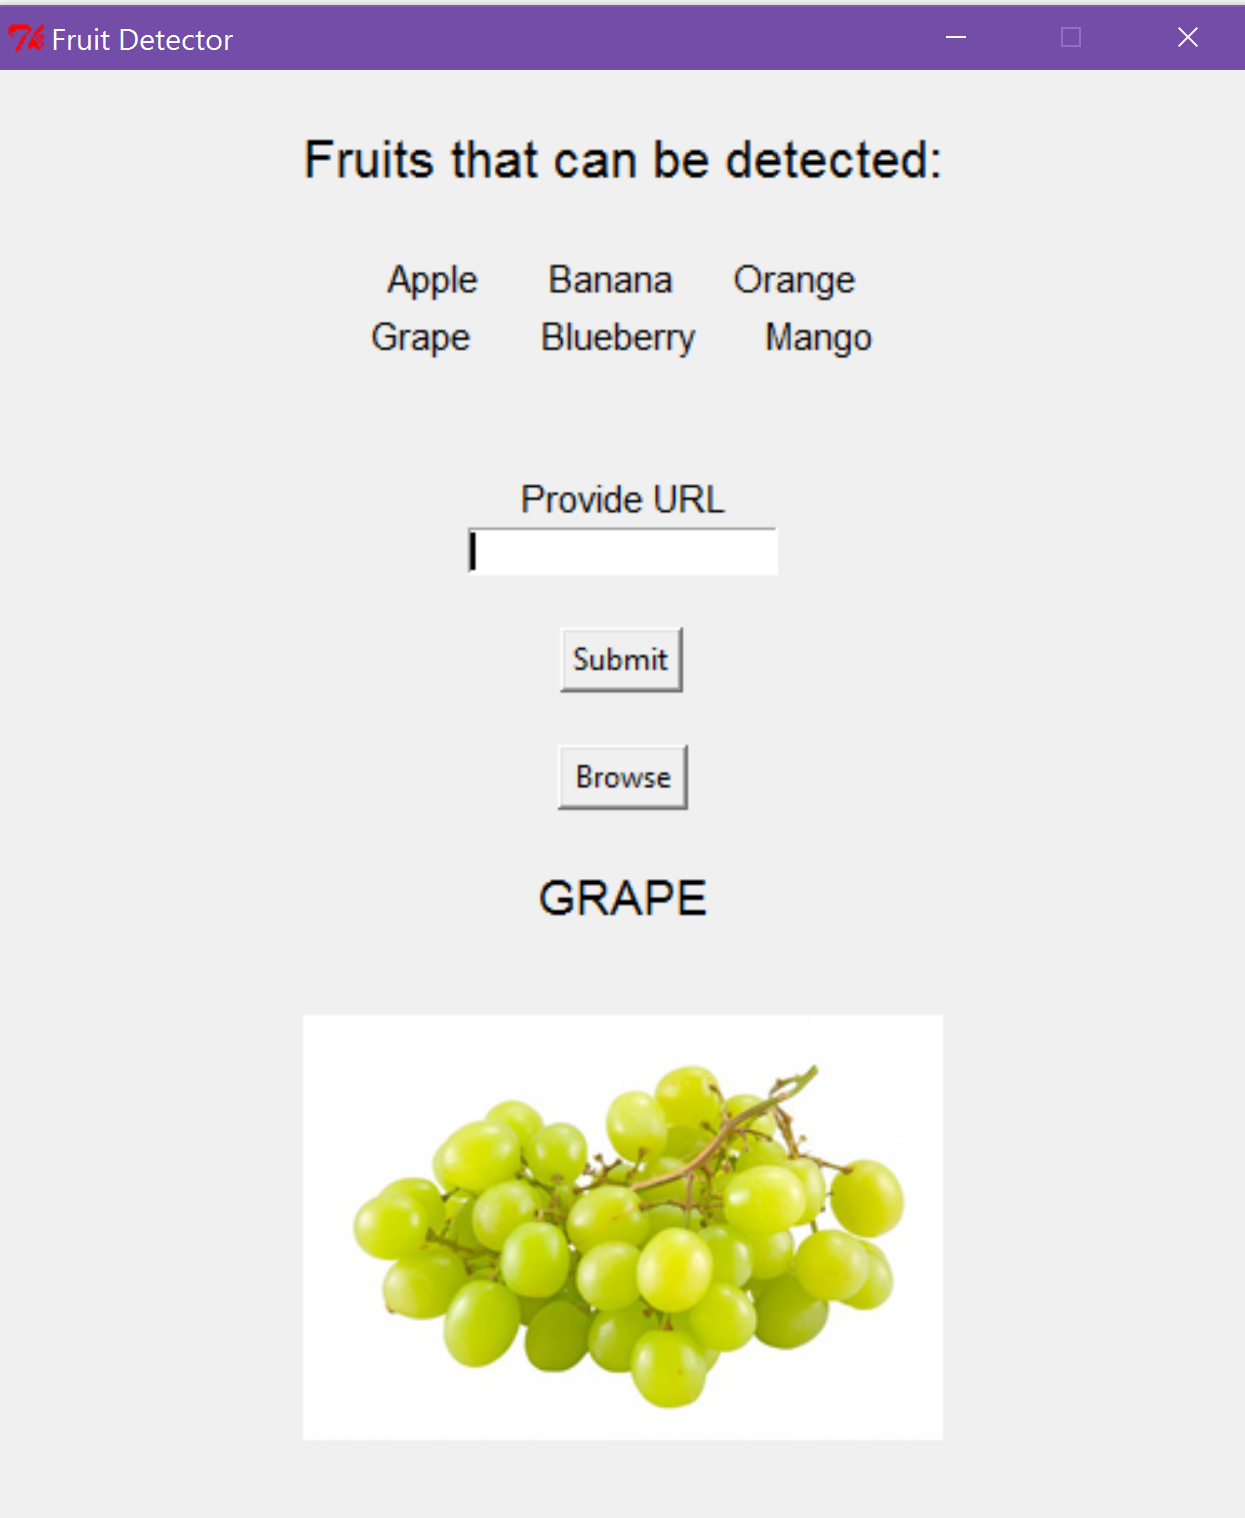 Fruit Detector
Fruits that can be detected:
Apple Banana Orange
Grape Blueberry Mango
Provide URL
Submit
Browse
GRAPE